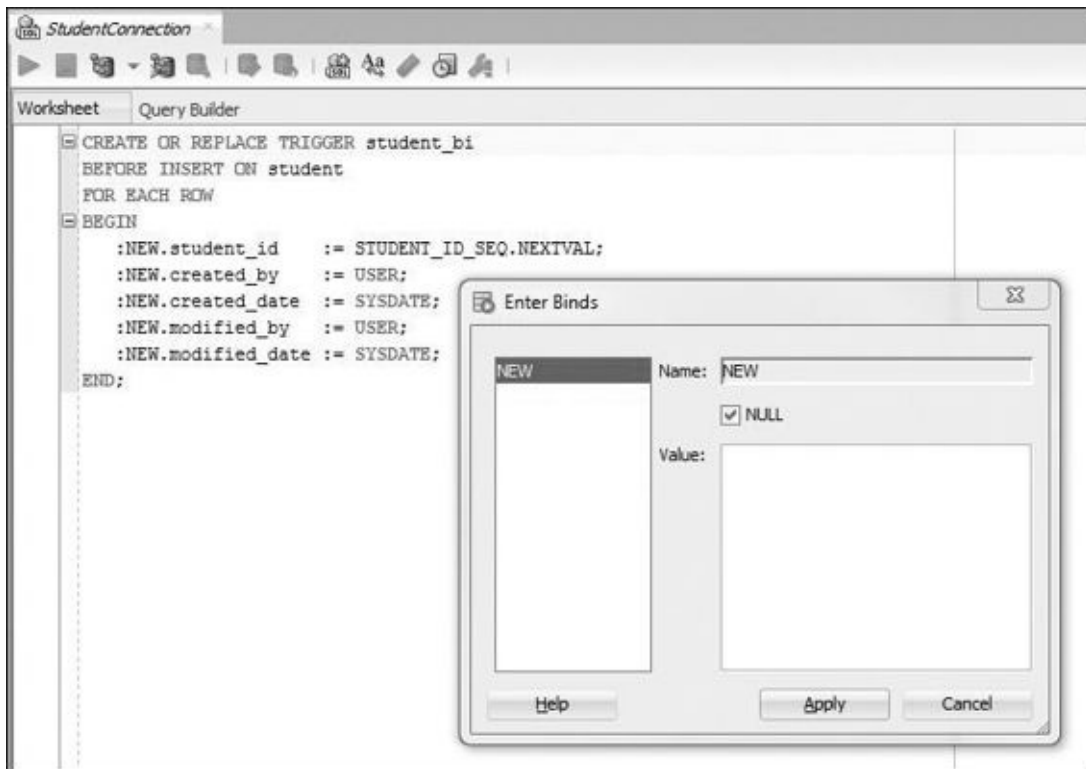 StudentConnection
Worksheet Query Builder
CREATE OR REPLACE TRIGGER student_bi
BEFORE INSERT ON student
FOR EACH ROW
BEGIN
:NEW.student_id := STUDENT_ID_SEQ.NEXTVAL;
:NEW.created_by := USER;
:NEW.created_date := SYSDATE;
:NEW.modified_by := USER;
:NEW.modified_date := SYSDATE;
END;
Enter Binds
NEW Name: NEW
NULL
Value:
Help Apply Cancel